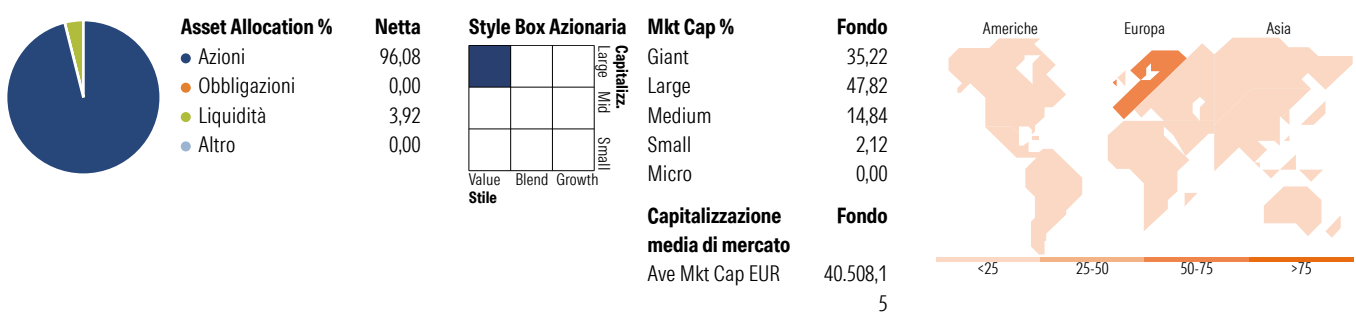 Asset Allocation % Netta
Azioni 96,08
Obbligazioni 0,00
Liquidità 3,92
Altro 0,00
Style Box Azionaria
Capitalizz.
Large Mid Small
Value Blend Growth
Stile
Mkt Cap % Fondo
Giant 35,22
Large 47,82
Medium 14,84
Small 2,12
Micro 0,00
Capitalizzazione Fondo
media di mercato
Ave Mkt Cap EUR 40.508,1
5
Americhe Europa Asia
<25 25-50 50-75 >75